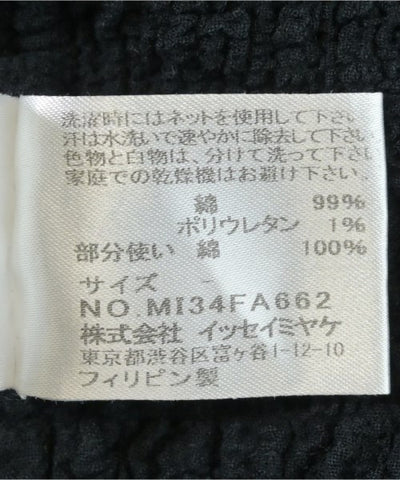 洗濯時にはネットを使用して下さい
汗は水洗いで速やかに除去して下さい
色物と白物は、分けて洗って下さい
家庭での乾燥機はお避け下さい。
綿 99%
ポリウレタン 1%
部分使い 綿 100%
サイズ -
NO.MI34FA662
株式会社 イッセイミヤケ
東京都渋谷区富ヶ谷1-12-10
フィリピン製